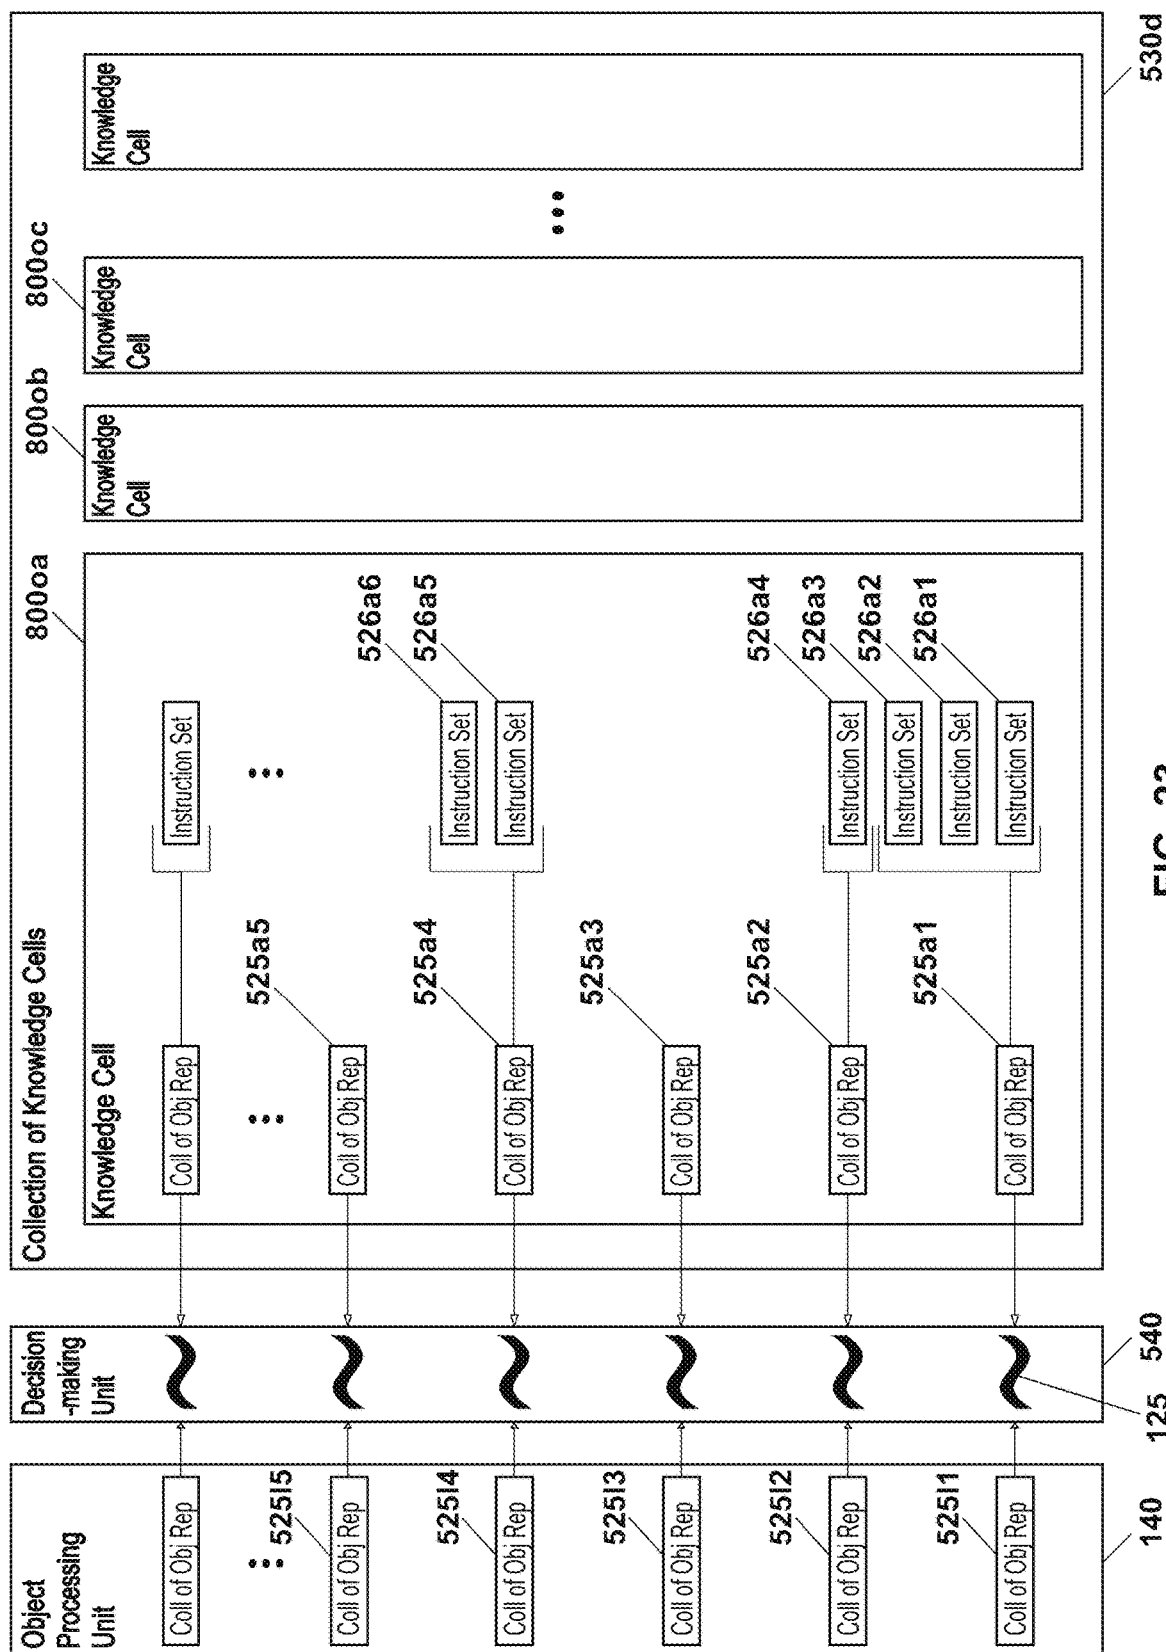 Object
Processing
Unit
Coll of Obj Rep
525l5
Coll of Obj Rep
525l4
Coll of Obj Rep
525l3
Coll of Obj Rep
525l2
Coll of Obj Rep
525l1
Coll of Obj Rep
140
Decision
-making
Unit
125
540
Collection of Knowledge Cells
Knowledge Cell
800oa
Coll of Obj Rep
Instruction Set
525a5
Coll of Obj Rep
525a4
Coll of Obj Rep
526a6
Instruction Set
526a5
Instruction Set
525a3
Coll of Obj Rep
525a2
Coll of Obj Rep
526a4
Instruction Set
526a3
Instruction Set
526a2
Instruction Set
526a1
Instruction Set
525a1
Coll of Obj Rep
800ob
Knowledge
Cell
800oc
Knowledge
Cell
Knowledge
Cell
530d
FIG.